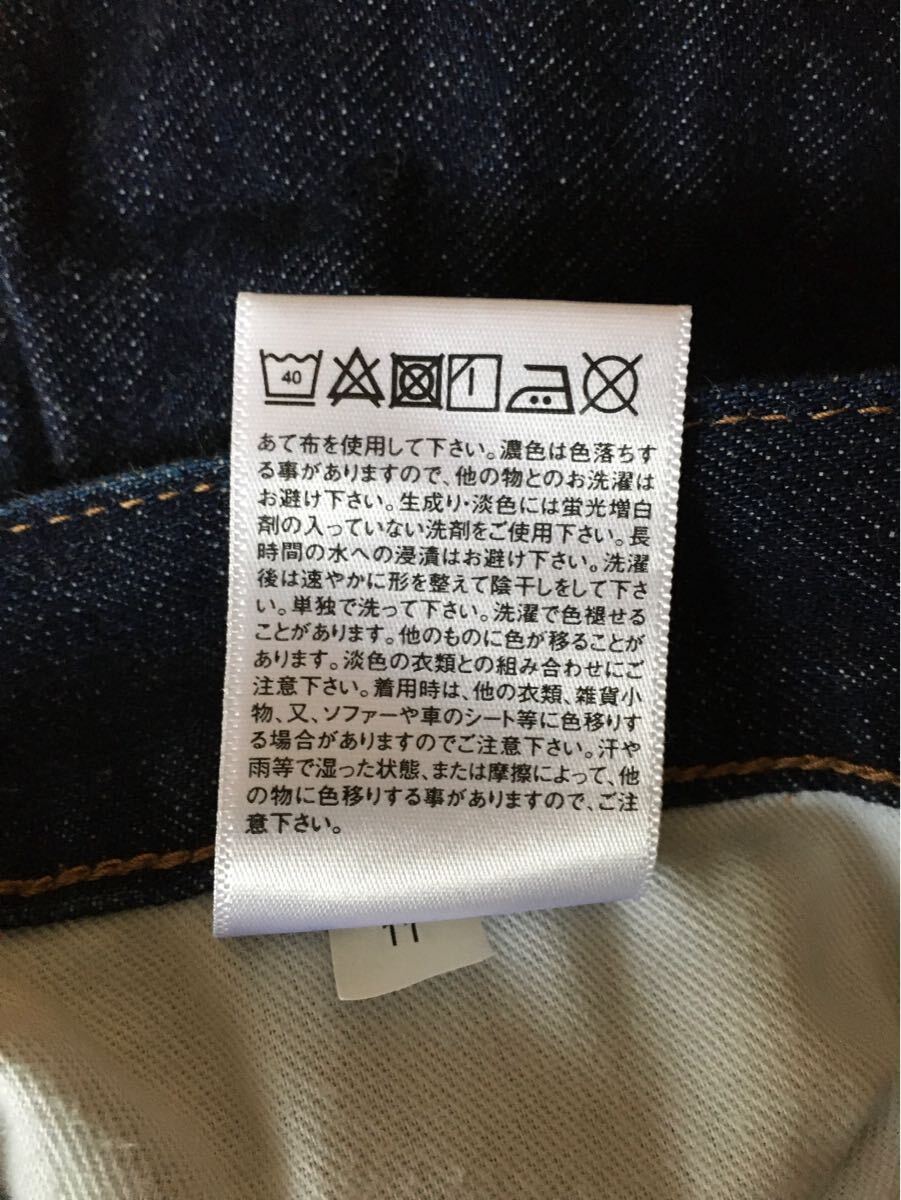 40
あて布を使用して下さい。濃色は色落ちす
る事がありますので、他の物とのお洗濯は
お避け下さい。生成り・淡色には蛍光増白
剤の入っていない洗剤をご使用下さい。長
時間の水への浸漬はお避け下さい。洗濯
後は速やかに形を整えて陰干しをして下さ
い。単独で洗って下さい。洗濯で色褪せる
ことがあります。他のものに色が移ることが
あります。淡色の衣類との組み合わせにご
注意下さい。着用時は、他の衣類、雑貨小
物、又、ソファーや車のシート等に色移りす
る場合がありますのでご注意下さい。汗や
雨等で湿った状態、または摩擦によって、他
の物に色移りする事がありますので、ご注
意下さい。
11